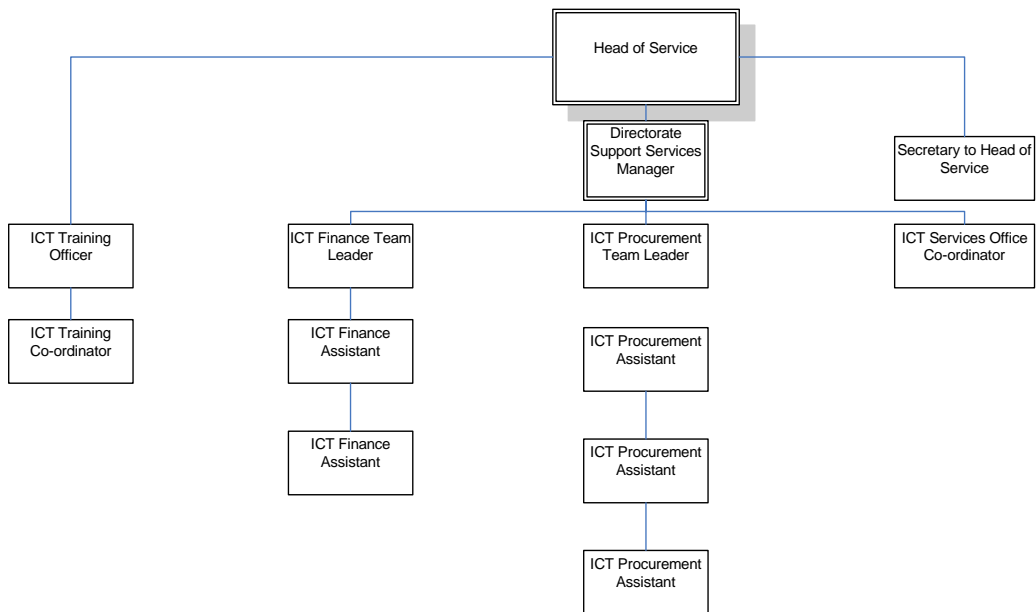 Head of Service
Directorate
Support Services
Manager
Secretary to Head of
Service
ICT Training
Officer
ICT Finance Team
Leader
ICT Procurement
Team Leader
ICT Services Office
Co-ordinator
ICT Training
Co-ordinator
ICT Finance
Assistant
ICT Procurement
Assistant
ICT Finance
Assistant
ICT Procurement
Assistant
ICT Procurement
Assistant